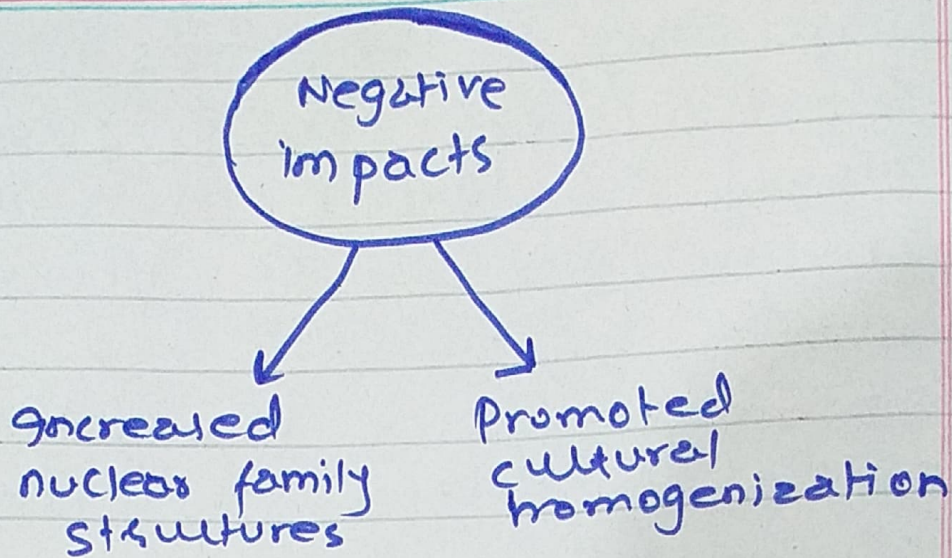 Negative
impacts
Increased
nuclear family
structures
Promoted
cultural
homogenization